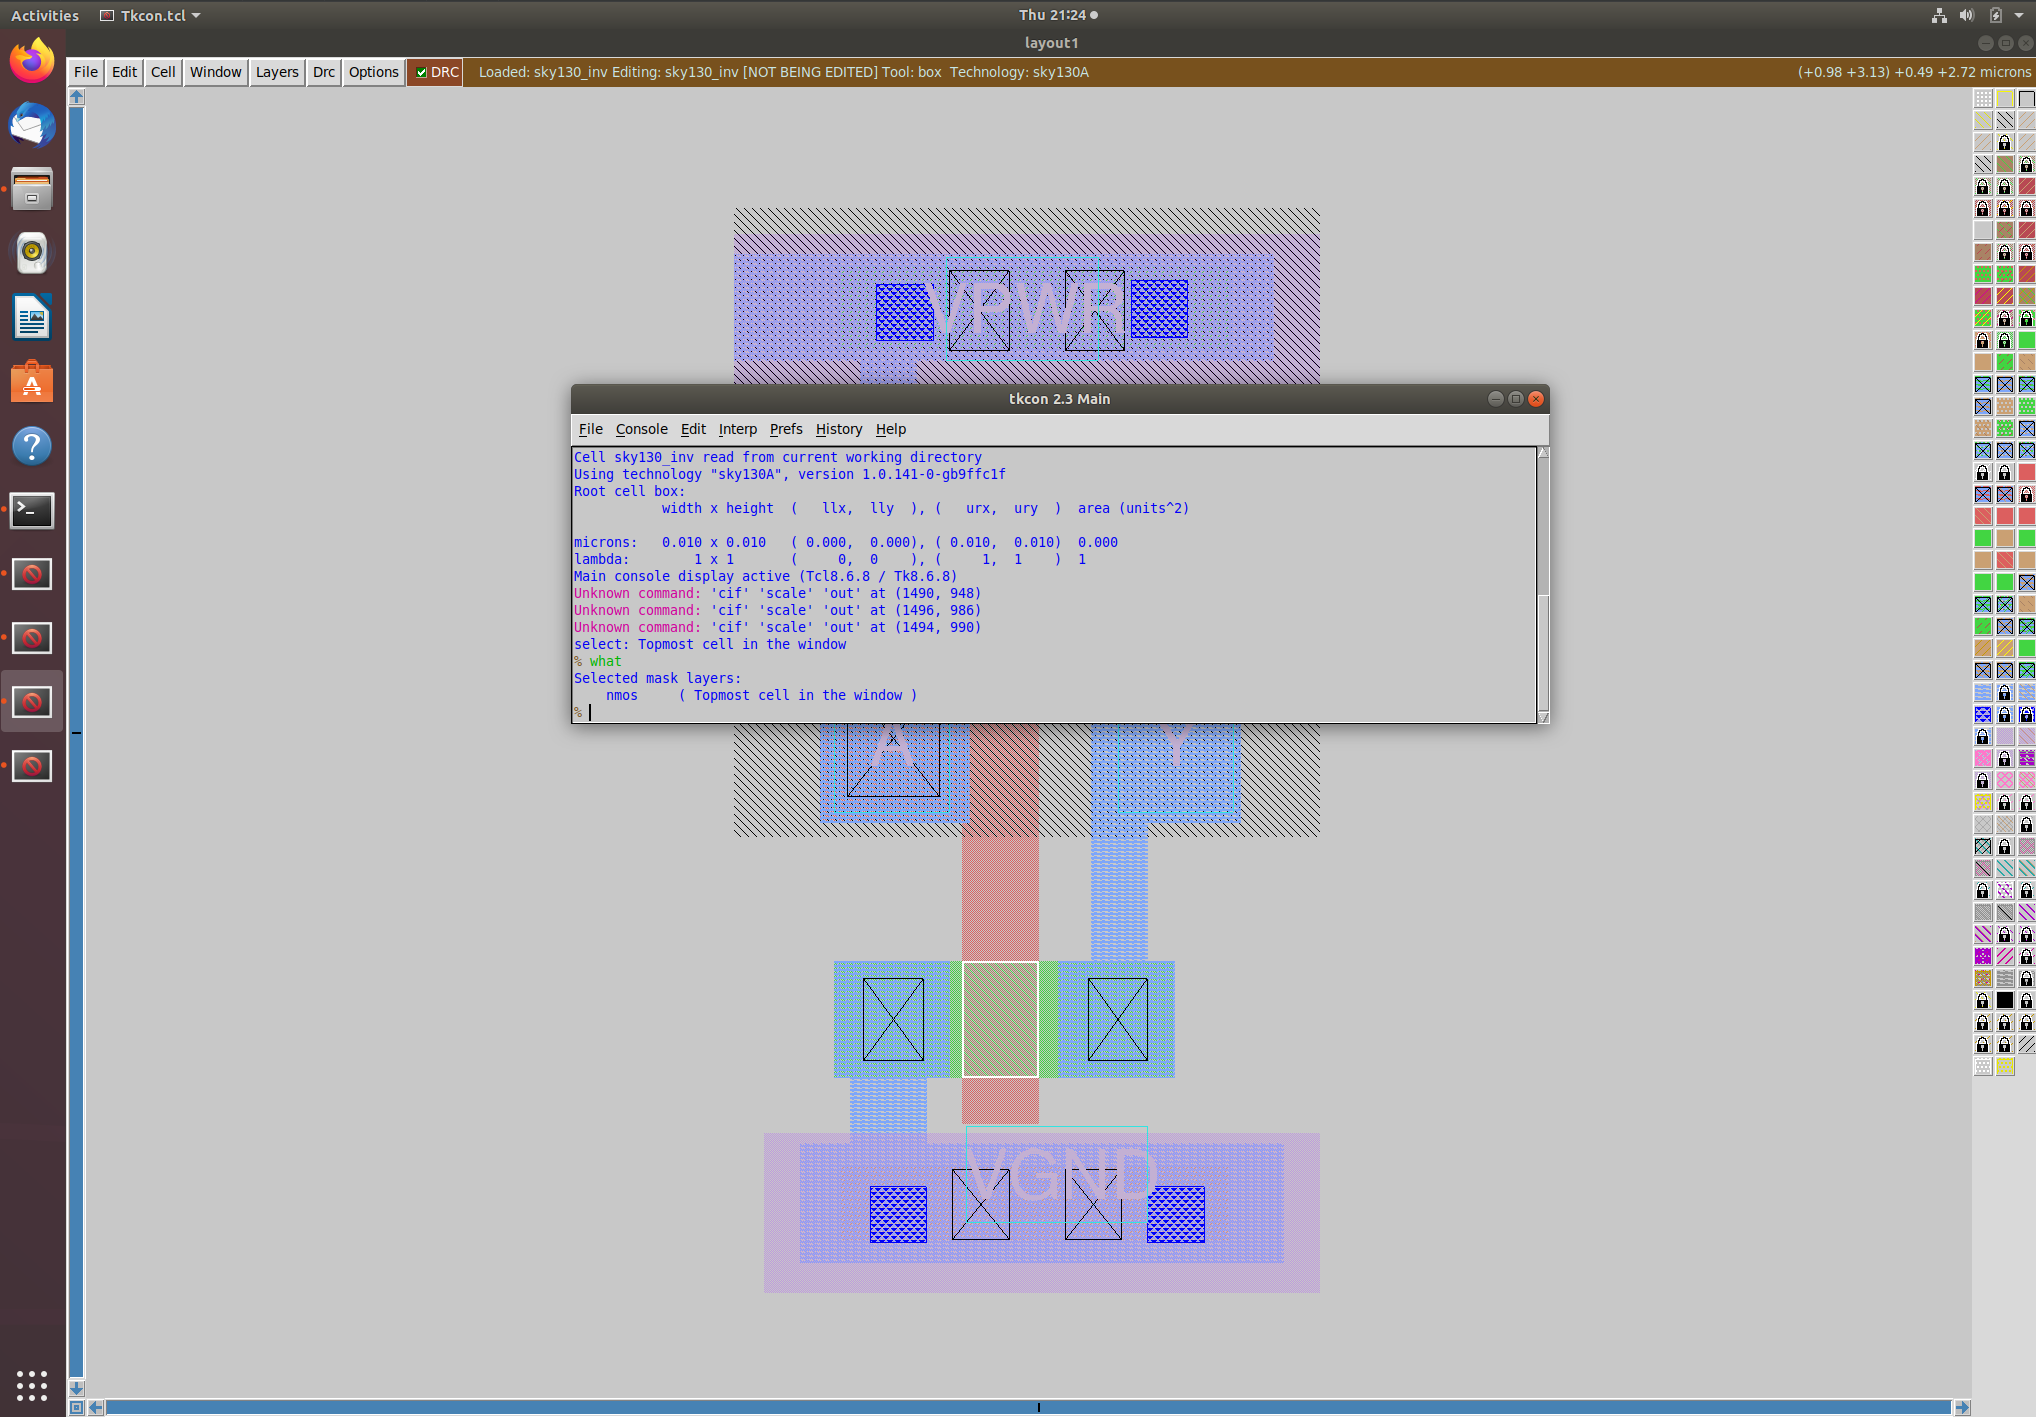 Activities Tkcon.tcl Thu 21:24
layout1
File Edit Cell Window Layers Drc Options DRC Loaded: sky130_inv Editing: sky130_inv [NOT BEING EDITED] Tool: box Technology: sky130A (+0.98 +3.13) +0.49 +2.72 microns
VPWR
tkcon 2.3 Main
File Console Edit Interp Prefs History Help
Cell sky130_inv read from current working directory
Using technology "sky130A", version 1.0.141-0-gb9ffc1f
Root cell box:
width x height ( llx, lly ), ( urx, ury ) area (units^2)
microns: 0.010 x 0.010 ( 0.000, 0.000), ( 0.010, 0.010) 0.000
lambda: 1 x 1 ( 0, 0 ), ( 1, 1 ) 1
Main console display active (Tcl8.6.8 / Tk8.6.8)
Unknown command: 'cif' 'scale' 'out' at (1490, 948)
Unknown command: 'cif' 'scale' 'out' at (1496, 986)
Unknown command: 'cif' 'scale' 'out' at (1494, 990)
select: Topmost cell in the window
% what
Selected mask layers:
nmos ( Topmost cell in the window )
%
A Y
VGND